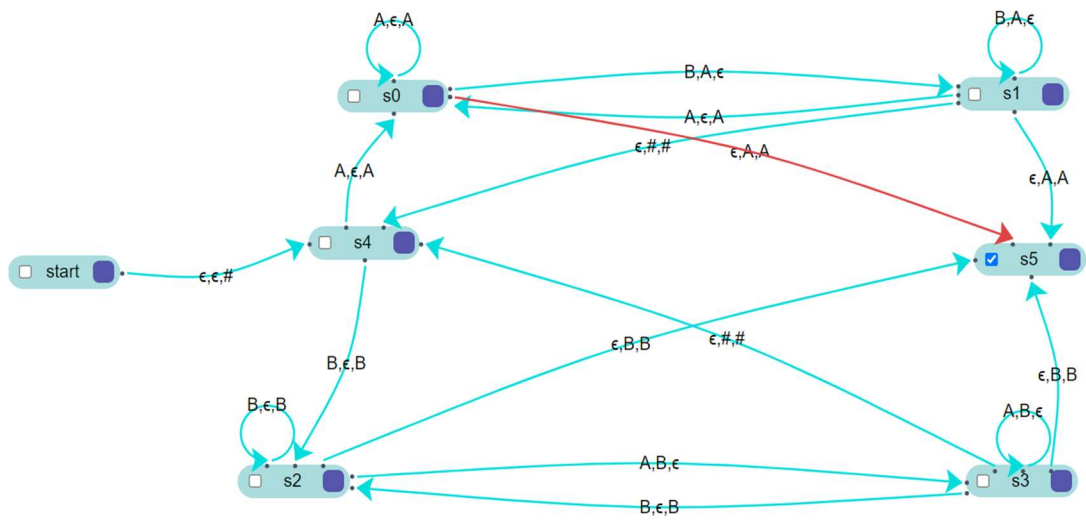 A,ϵ,A
B,A,ϵ
s0
B,A,ϵ
s1
A,ϵ,A
ϵ,#,#
ϵ,A,A
A,ϵ,A
ϵ,A,A
s4
s5
start
ϵ,ϵ,#
ϵ,B,B
ϵ,#,#
B,ϵ,B
ϵ,B,B
B,ϵ,B
A,B,ϵ
A,B,ϵ
s2
s3
B,ϵ,B